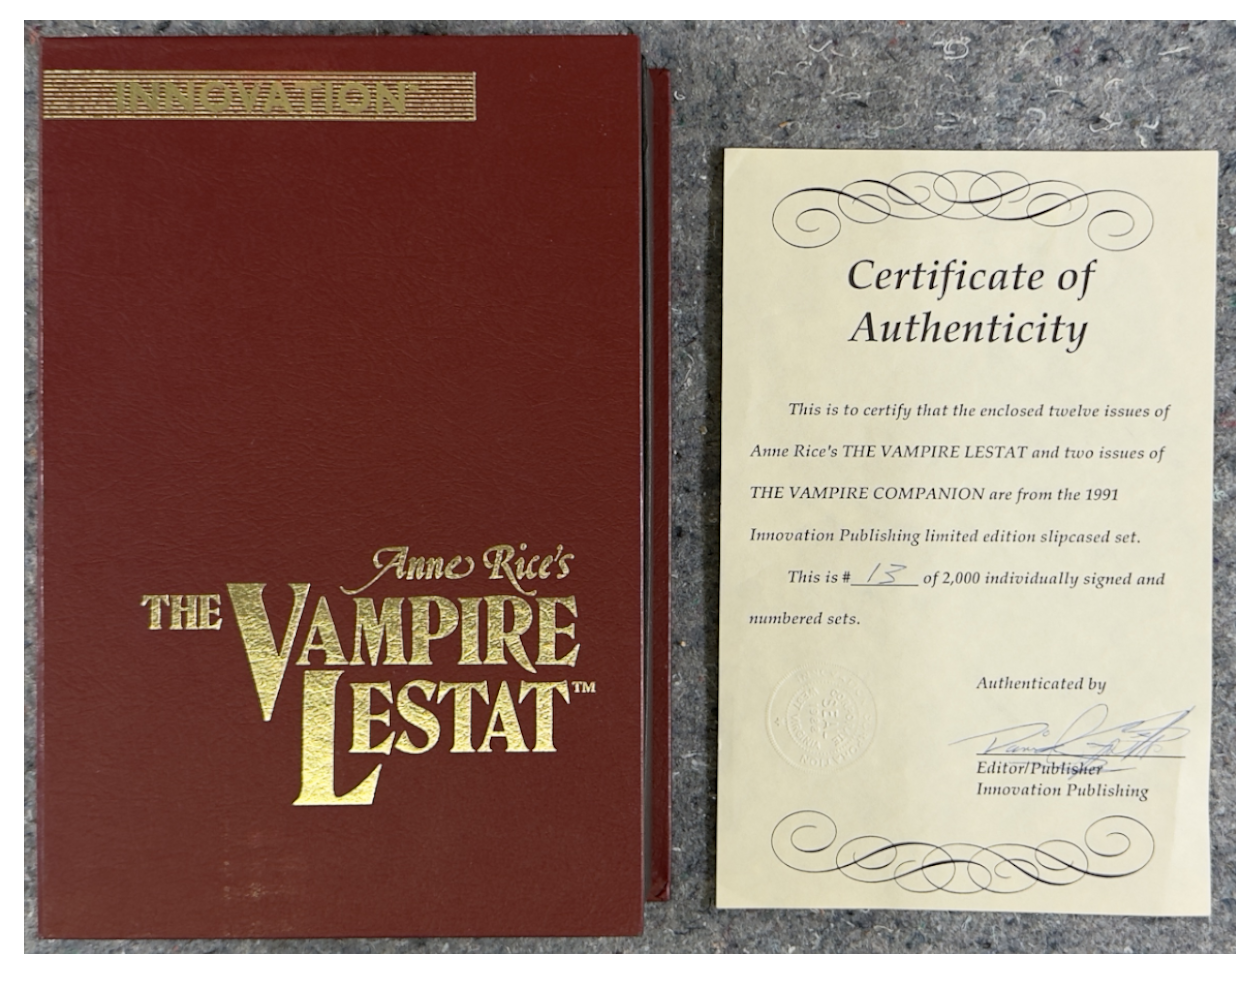 INNOVATION
Anne Rice's
THE VAMPIRE
LESTAT™
Certificate of
Authenticity
This is to certify that the enclosed twelve issues of
Anne Rice's THE VAMPIRE LESTAT and two issues of
THE VAMPIRE COMPANION are from the 1991
Innovation Publishing limited edition slipcased set.
This is # 13 of 2,000 individually signed and
numbered sets.
SEAL
Authenticated by
Editor/Publisher
Innovation Publishing